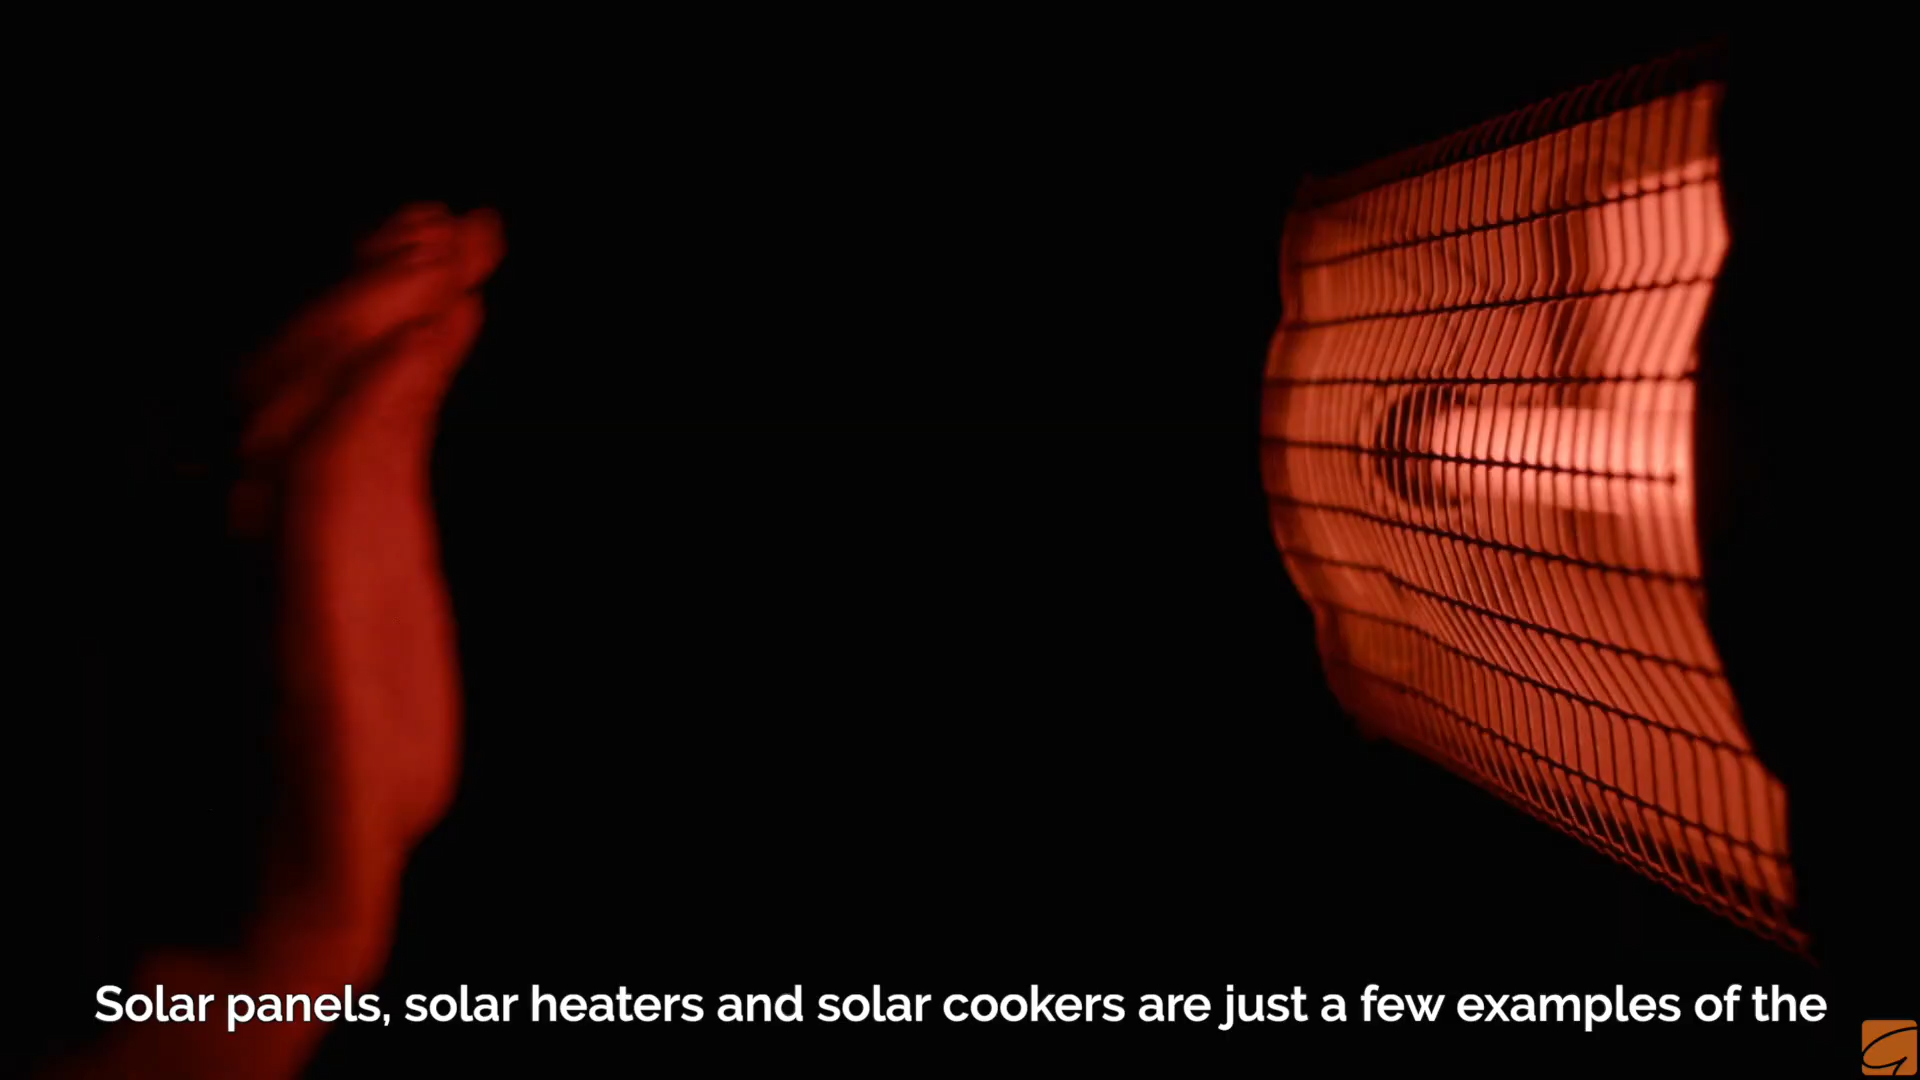 Solar panels, solar heaters and solar cookers are just a few examples of the